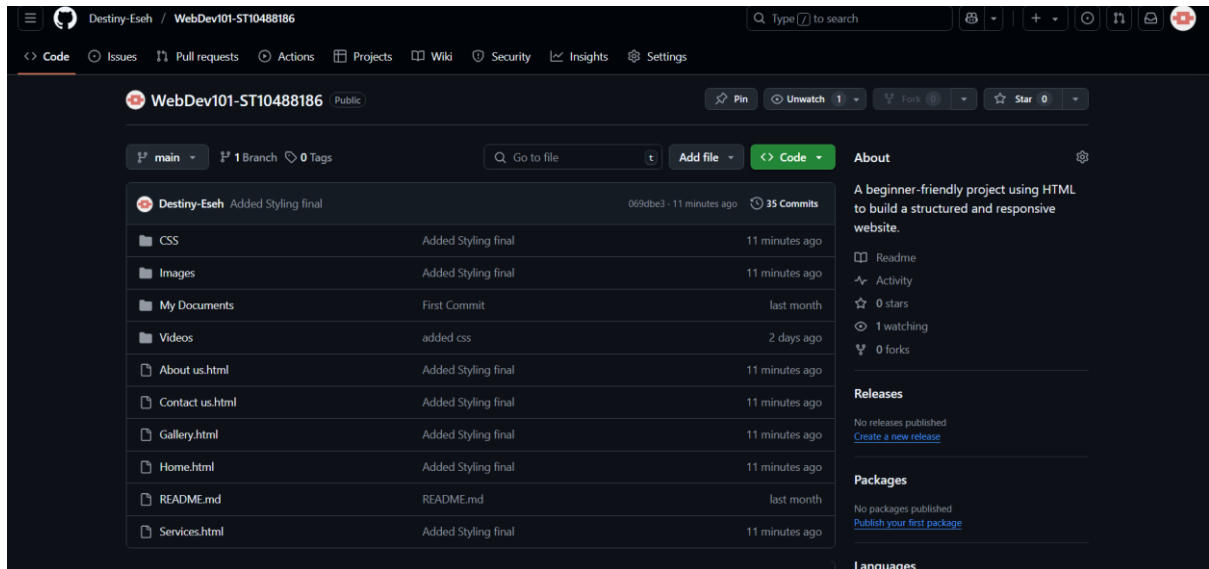 Destiny-Eseh / WebDev101-ST10488186
Type / to search
Code Issues Pull requests Actions Projects Wiki Security Insights Settings
WebDev101-ST10488186 Public
Pin Unwatch 1 Fork 0 Star 0
main 1 Branch 0 Tags
Go to file t Add file Code
Destiny-Eseh Added Styling final 069dbe3 · 11 minutes ago 35 Commits
CSS Added Styling final 11 minutes ago
Images Added Styling final 11 minutes ago
My Documents First Commit last month
Videos added css 2 days ago
About us.html Added Styling final 11 minutes ago
Contact us.html Added Styling final 11 minutes ago
Gallery.html Added Styling final 11 minutes ago
Home.html Added Styling final 11 minutes ago
README.md README.md last month
Services.html Added Styling final 11 minutes ago
About
A beginner-friendly project using HTML
to build a structured and responsive
website.
Readme
Activity
0 stars
1 watching
0 forks
Releases
No releases published
Create a new release
Packages
No packages published
Publish your first package
Languages